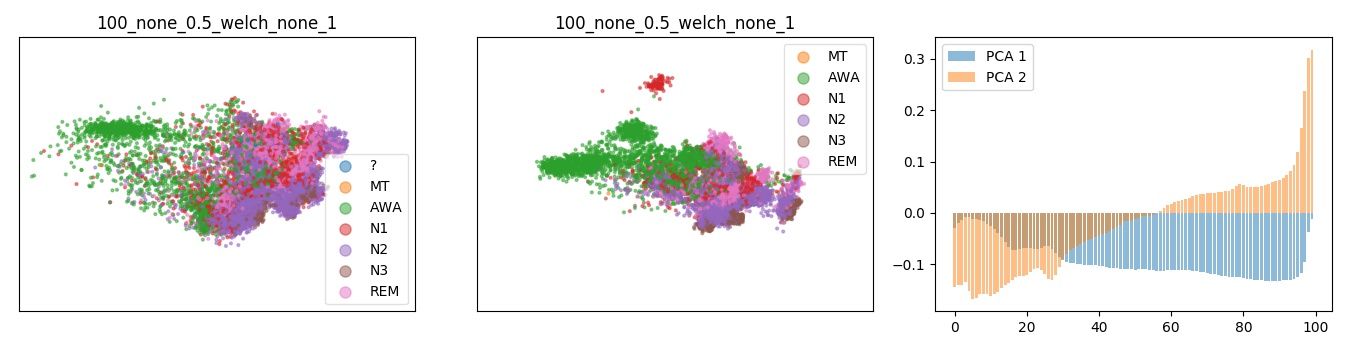 100_none_0.5_welch_none_1
?
MT
AWA
N1
N2
N3
REM
100_none_0.5_welch_none_1
MT
AWA
N1
N2
N3
REM
PCA 1
PCA 2
0.3
0.2
0.1
0.0
−0.1
0 20 40 60 80 100